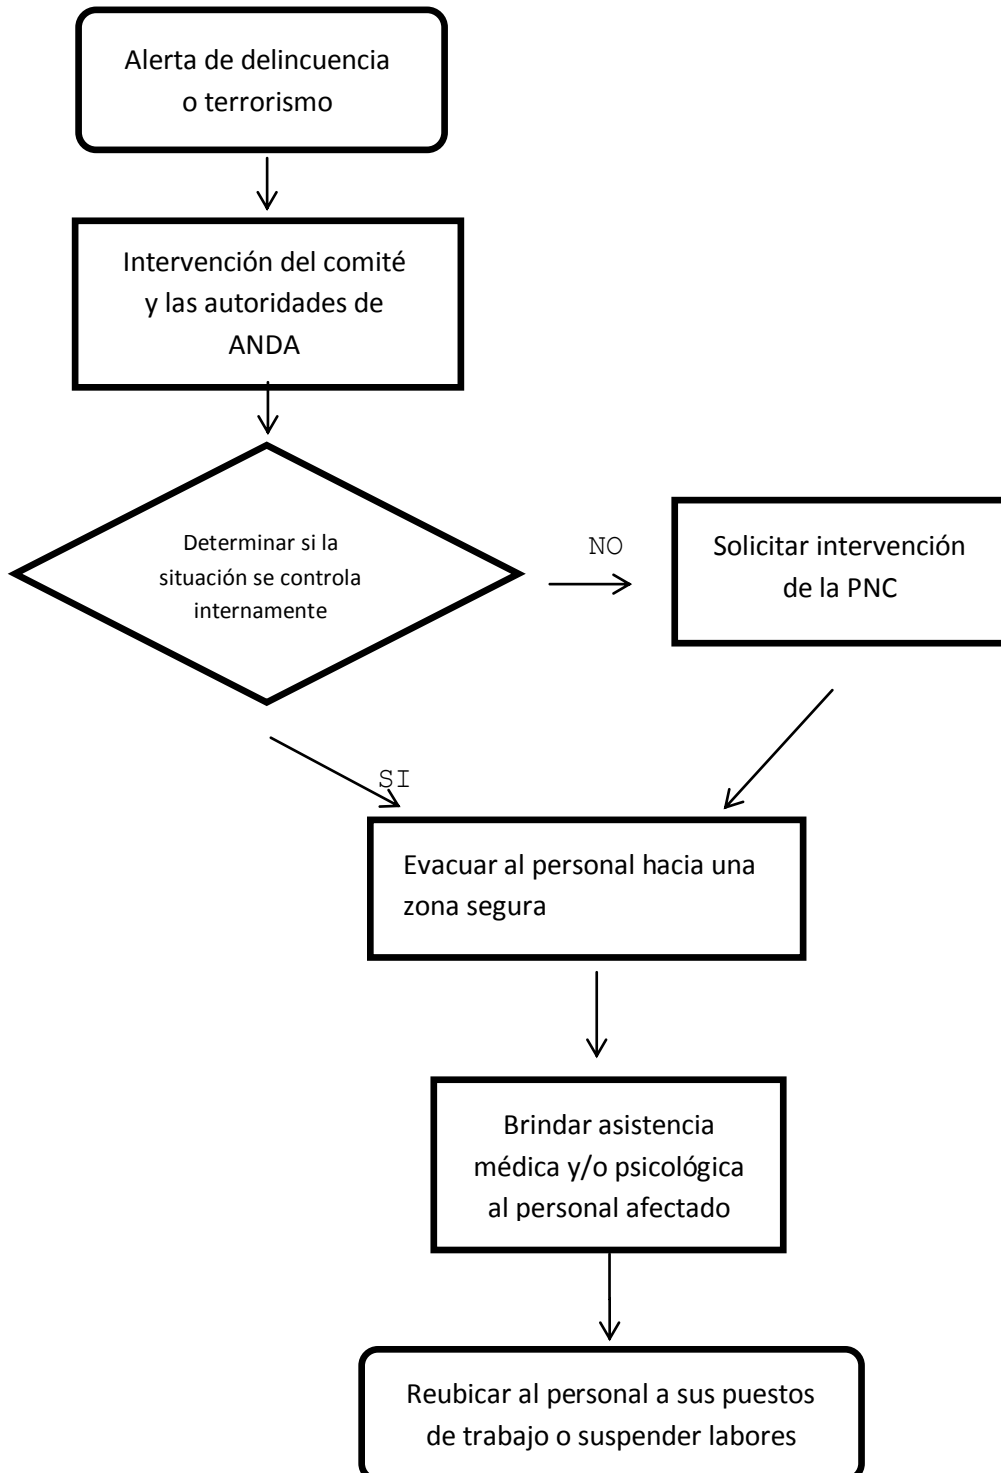 Alerta de delincuencia
o terrorismo
Intervención del comité
y las autoridades de
ANDA
Determinar si la
situación se controla
internamente
NO
Solicitar intervención
de la PNC
SI
Evacuar al personal hacia una
zona segura
Brindar asistencia
médica y/o psicológica
al personal afectado
Reubicar al personal a sus puestos
de trabajo o suspender labores